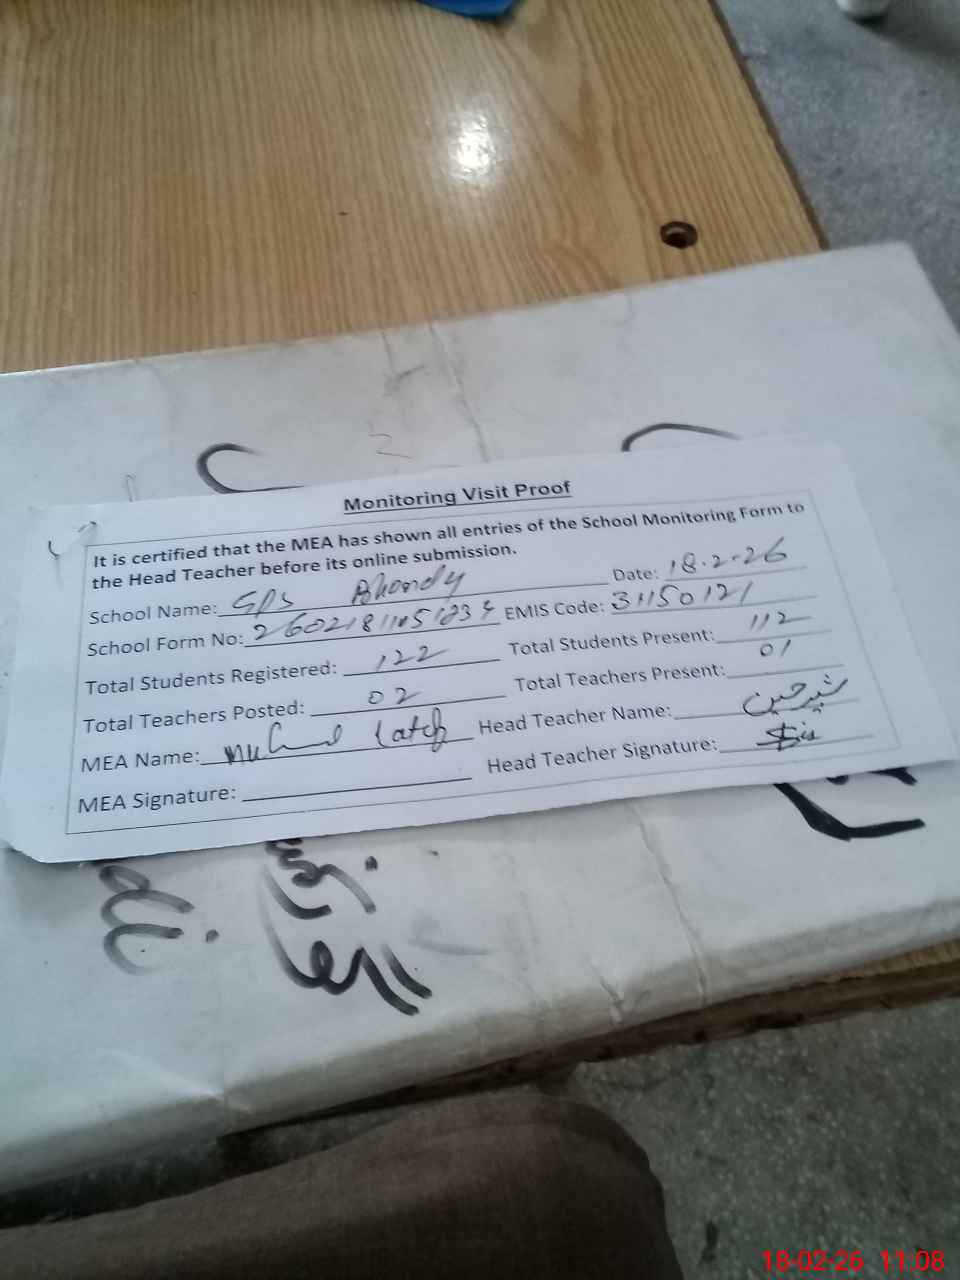 Monitoring Visit Proof
It is certified that the MEA has shown all entries of the School Monitoring Form to
the Head Teacher before its online submission.
School Name: GPS Bhondy Date: 18-2-26
School Form No: EMIS Code: 31150121
Total Students Registered: 122 Total Students Present: 112
Total Teachers Posted: 02 Total Teachers Present: 01
MEA Name: Head Teacher Name: شبیر حسین
MEA Signature: Head Teacher Signature:
18-02-26 11:08